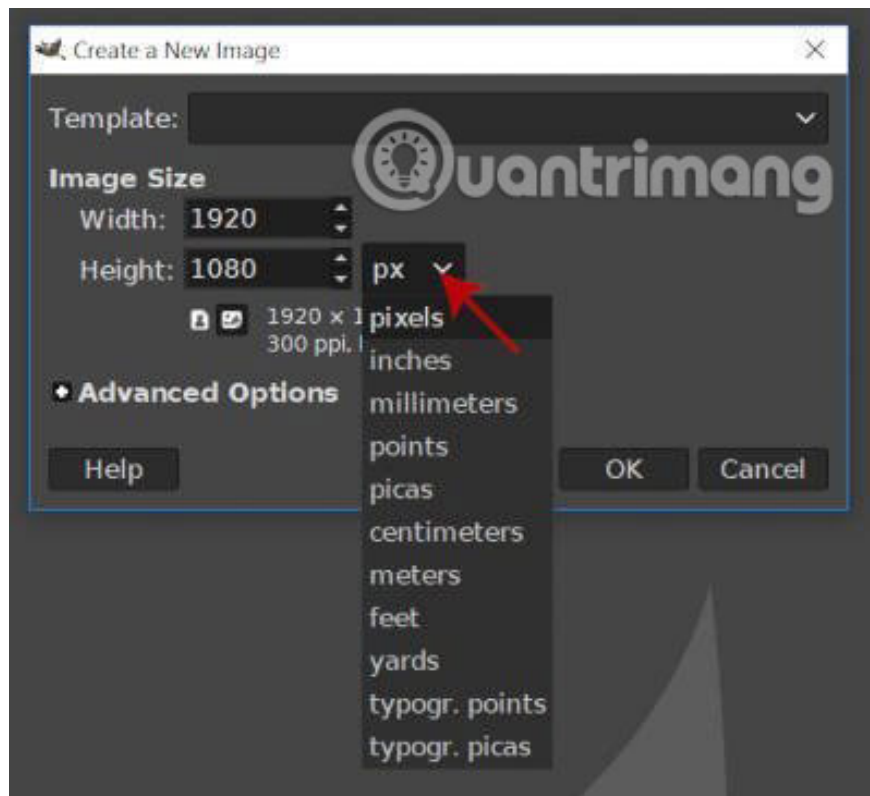 Create a New Image
Template:
Quantrimang
Image Size
Width: 1920
Height: 1080 px
1920 × 1
300 ppi,
pixels
inches
millimeters
points
picas
centimeters
meters
feet
yards
typogr. points
typogr. picas
Advanced Options
Help
OK Cancel